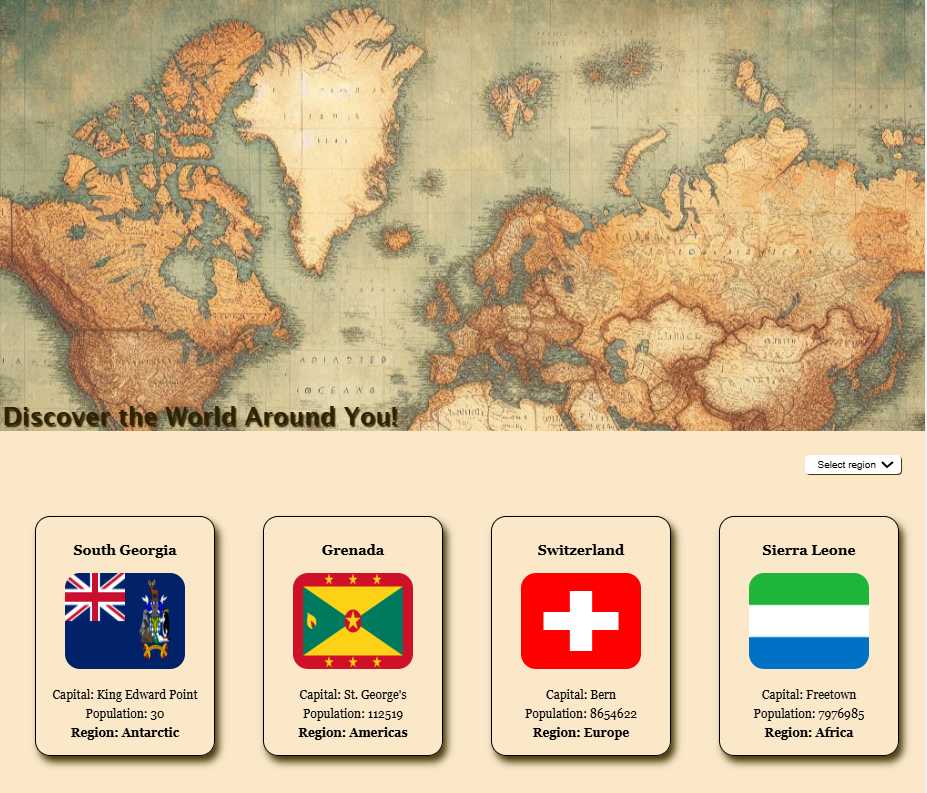 Discover the World Around You!
Select region
South Georgia
Capital: King Edward Point
Population: 30
Region: Antarctic
Grenada
Capital: St. George's
Population: 112519
Region: Americas
Switzerland
Capital: Bern
Population: 8654622
Region: Europe
Sierra Leone
Capital: Freetown
Population: 7976985
Region: Africa